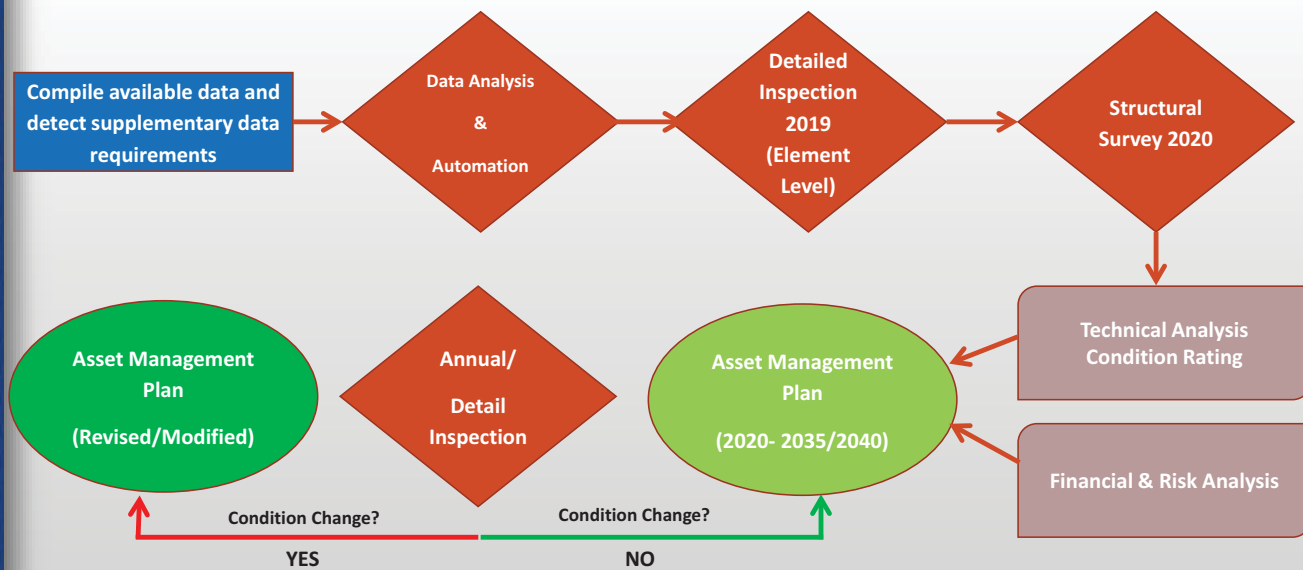 Compile available data and
detect supplementary data
requirements
Data Analysis
&
Automation
Detailed
Inspection
2019
(Element
Level)
Structural
Survey 2020
Asset Management
Plan
(Revised/Modified)
Annual/
Detail
Inspection
Asset Management
Plan
(2020- 2035/2040)
Technical Analysis
Condition Rating
Financial & Risk Analysis
Condition Change?
YES
Condition Change?
NO